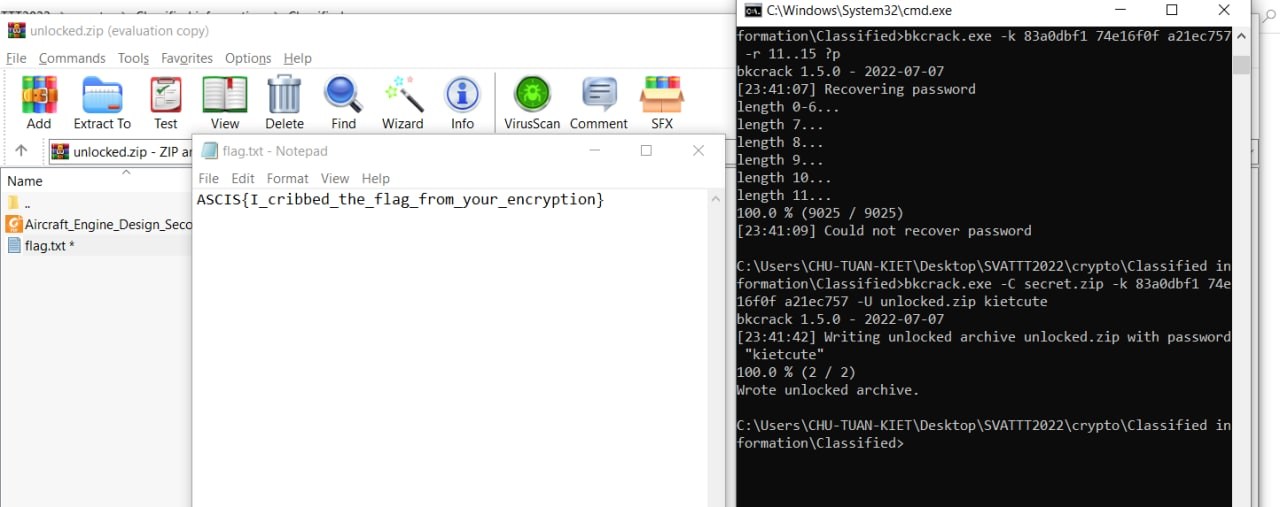 unlocked.zip (evaluation copy)
File Commands Tools Favorites Options Help
Add Extract To Test View Delete Find Wizard Info VirusScan Comment SFX
unlocked.zip - ZIP
Name
..
Aircraft_Engine_Design_Seco
flag.txt *
flag.txt - Notepad
File Edit Format View Help
ASCIS{I_cribbed_the_flag_from_your_encryption}
C:\Windows\System32\cmd.exe
formation\Classified>bkcrack.exe -k 83a0dbf1 74e16f0f a21ec757
-r 11..15 ?p
bkcrack 1.5.0 - 2022-07-07
[23:41:07] Recovering password
length 0-6...
length 7...
length 8...
length 9...
length 10...
length 11...
100.0 % (9025 / 9025)
[23:41:09] Could not recover password
C:\Users\CHU-TUAN-KIET\Desktop\SVATTT2022\crypto\Classified in
formation\Classified>bkcrack.exe -C secret.zip -k 83a0dbf1 74e
16f0f a21ec757 -U unlocked.zip kietcute
bkcrack 1.5.0 - 2022-07-07
[23:41:42] Writing unlocked archive unlocked.zip with password
"kietcute"
100.0 % (2 / 2)
Wrote unlocked archive.
C:\Users\CHU-TUAN-KIET\Desktop\SVATTT2022\crypto\Classified in
formation\Classified>